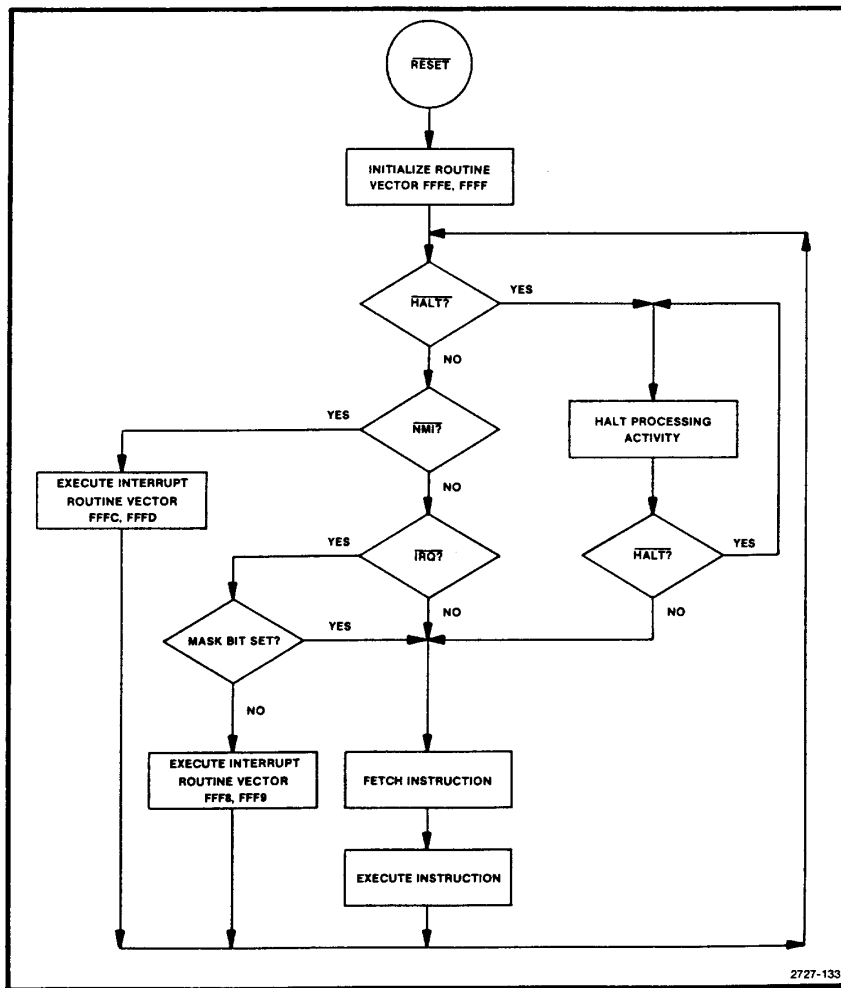 RESET
INITIALIZE ROUTINE
VECTOR FFFE, FFFF
HALT?
YES
NO
NMI?
YES
HALT PROCESSING
ACTIVITY
EXECUTE INTERRUPT
ROUTINE VECTOR
FFFC, FFFD
NO
IRQ?
YES
HALT?
YES
NO
NO
MASK BIT SET?
YES
NO
EXECUTE INTERRUPT
ROUTINE VECTOR
FFF8, FFF9
FETCH INSTRUCTION
EXECUTE INSTRUCTION
2727-133